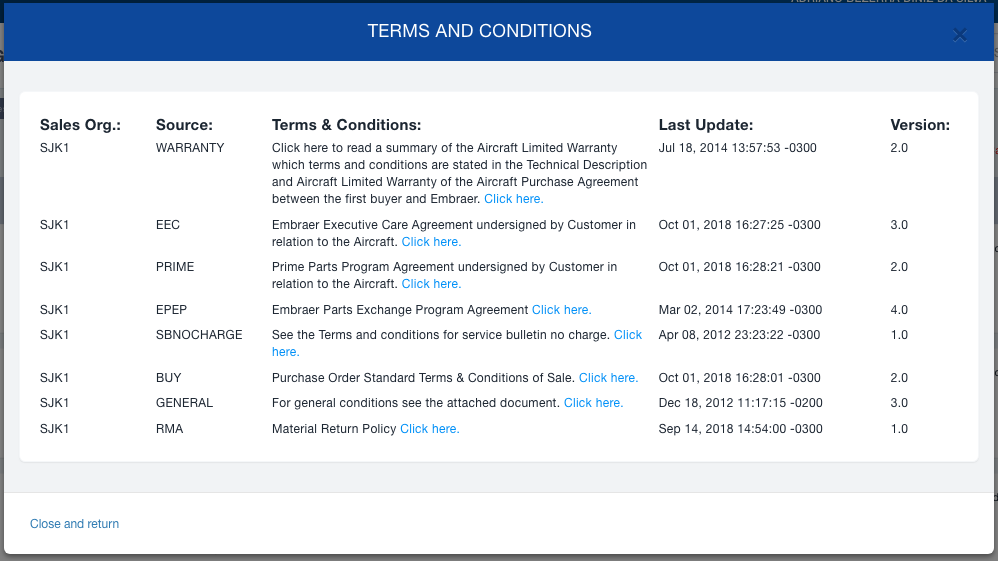 TERMS AND CONDITIONS
Sales Org.: Source: Terms & Conditions: Last Update: Version:
SJK1 WARRANTY Click here to read a summary of the Aircraft Limited Warranty Jul 18, 2014 13:57:53 -0300 2.0
which terms and conditions are stated in the Technical Description
and Aircraft Limited Warranty of the Aircraft Purchase Agreement
between the first buyer and Embraer. Click here.
SJK1 EEC Embraer Executive Care Agreement undersigned by Customer in Oct 01, 2018 16:27:25 -0300 3.0
relation to the Aircraft. Click here.
SJK1 PRIME Prime Parts Program Agreement undersigned by Customer in Oct 01, 2018 16:28:21 -0300 2.0
relation to the Aircraft. Click here.
SJK1 EPEP Embraer Parts Exchange Program Agreement Click here. Mar 02, 2014 17:23:49 -0300 4.0
SJK1 SBNOCHARGE See the Terms and conditions for service bulletin no charge. Click Apr 08, 2012 23:23:22 -0300 1.0
here.
SJK1 BUY Purchase Order Standard Terms & Conditions of Sale. Click here. Oct 01, 2018 16:28:01 -0300 2.0
SJK1 GENERAL For general conditions see the attached document. Click here. Dec 18, 2012 11:17:15 -0200 3.0
SJK1 RMA Material Return Policy Click here. Sep 14, 2018 14:54:00 -0300 1.0
Close and return